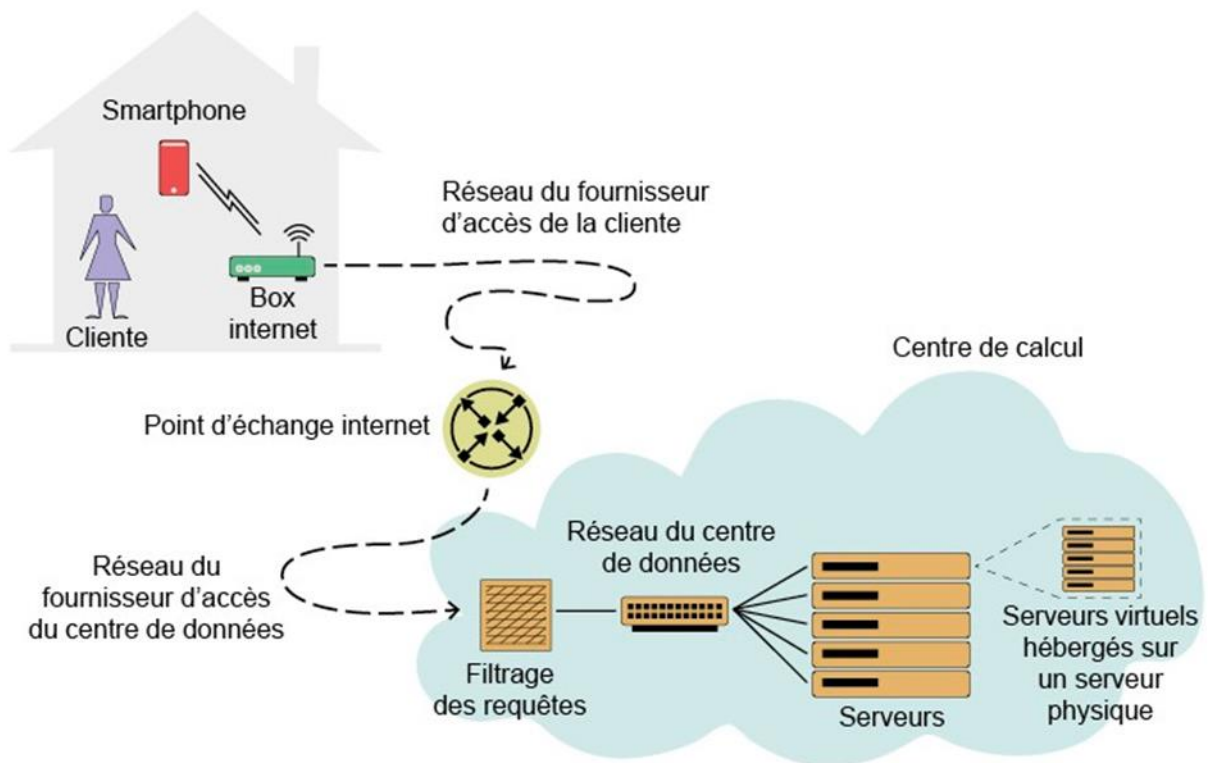 Smartphone
Cliente
Box
internet
Réseau du fournisseur
d'accès de la cliente
Point d'échange internet
Réseau du
fournisseur d'accès
du centre de données
Centre de calcul
Filtrage
des requêtes
Réseau du centre
de données
Serveurs
Serveurs virtuels
hébergés sur
un serveur
physique